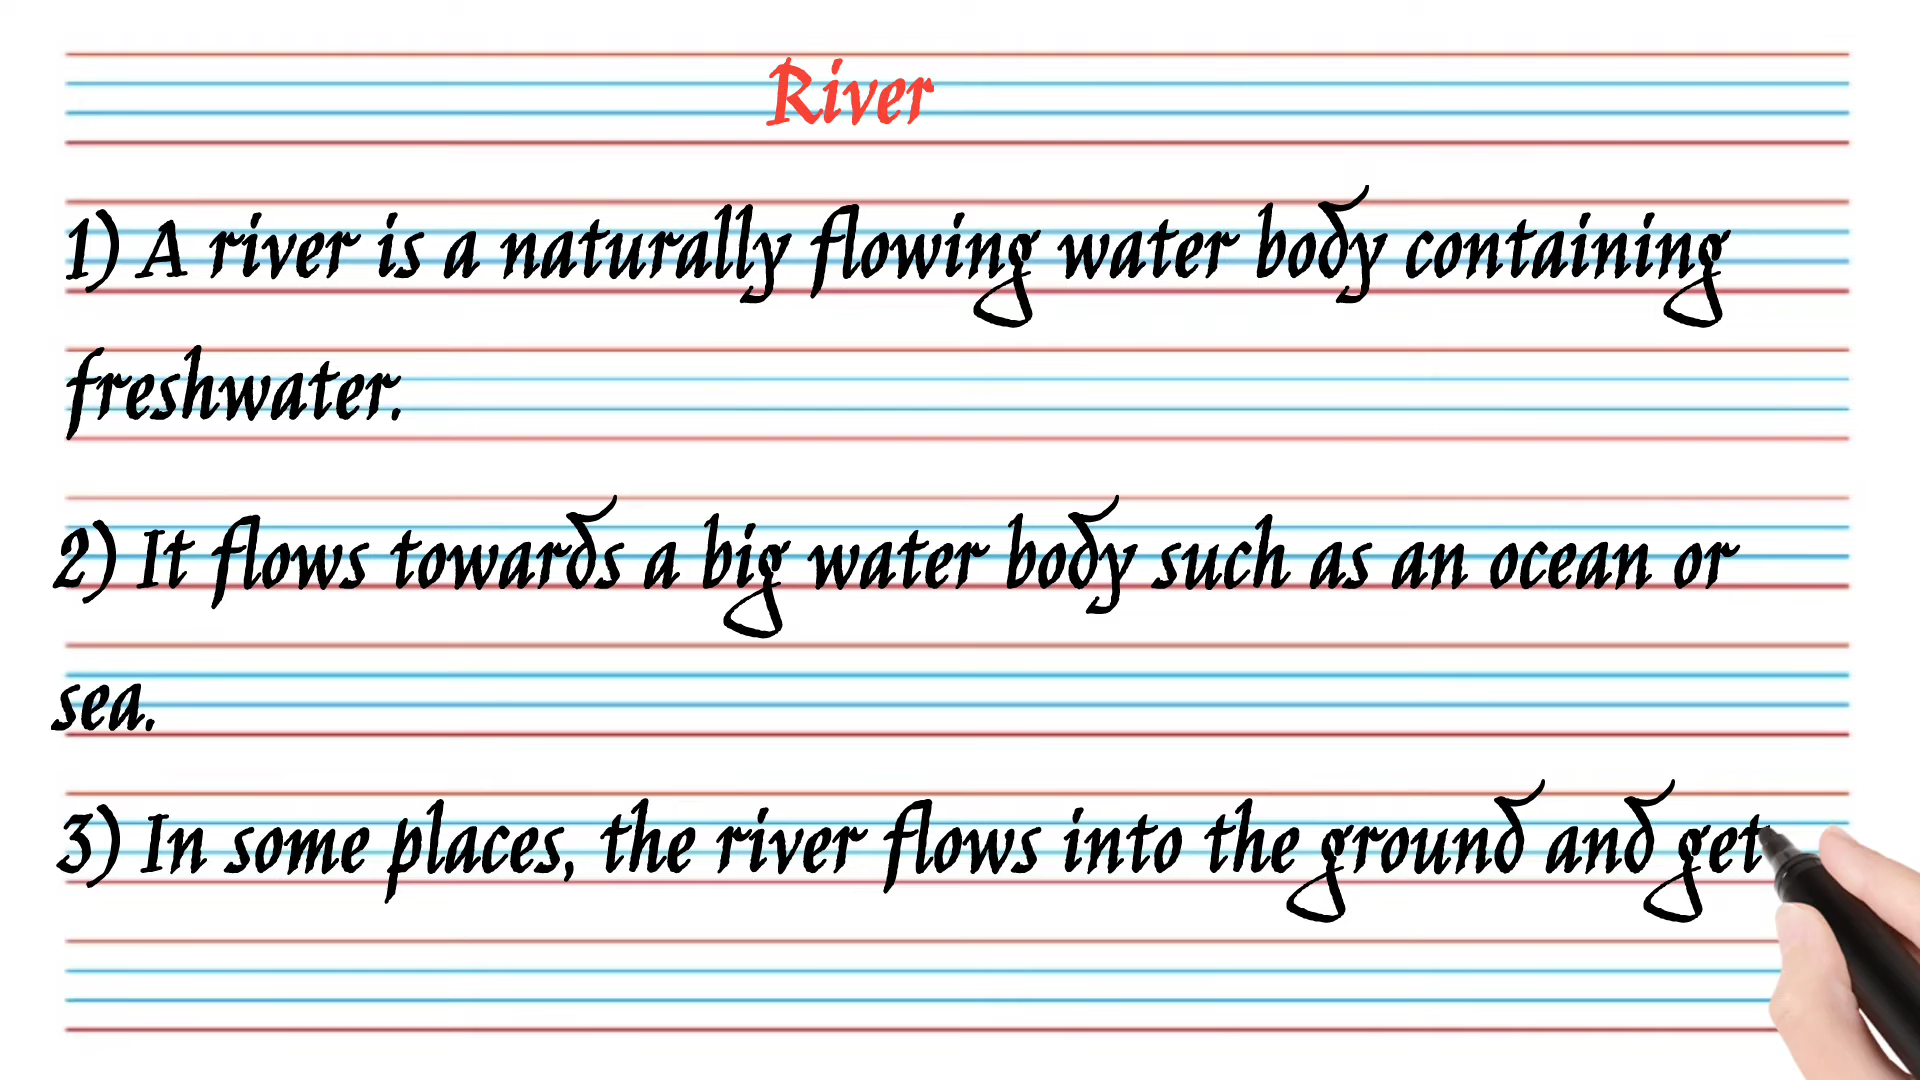 River
1) A river is a naturally flowing water body containing
freshwater.
2) It flows towards a big water body such as an ocean or
sea.
3) In some places, the river flows into the ground and get